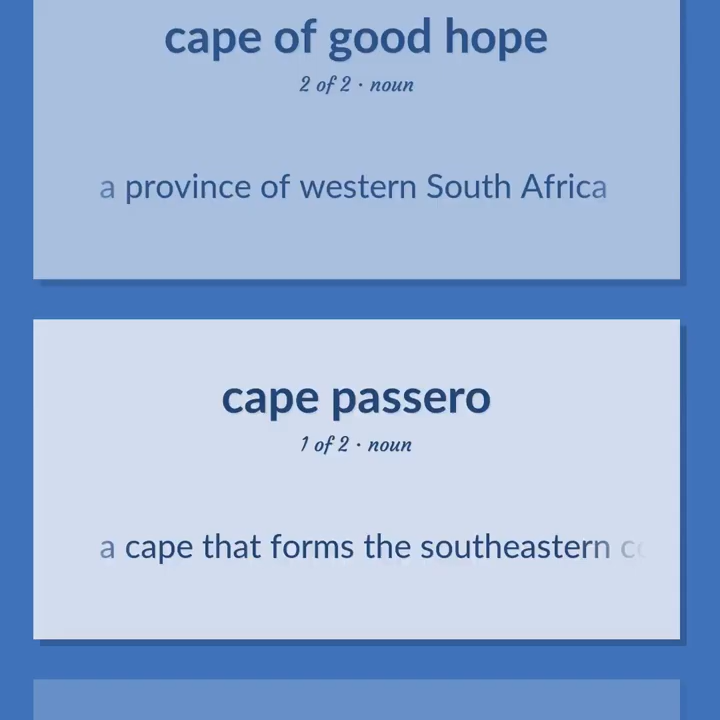 cape of good hope
2 of 2 · noun
a province of western South Africa
cape passero
1 of 2 · noun
a cape that forms the southeastern